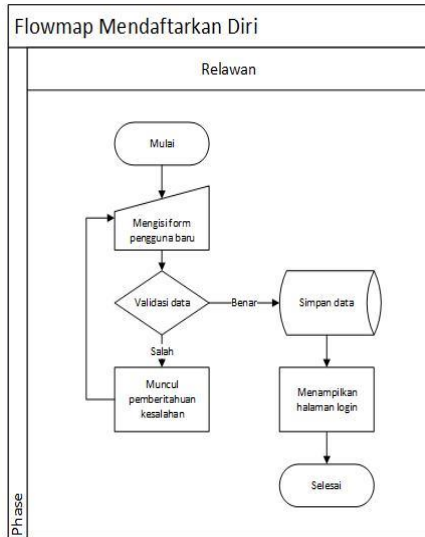 Flowmap Mendaftarkan Diri
Relawan
Mulai
Mengisi form
pengguna baru
Validasi data
Benar
Simpan data
Salah
Muncul
pemberitahuan
kesalahan
Menampilkan
halaman login
Selesai
Phase